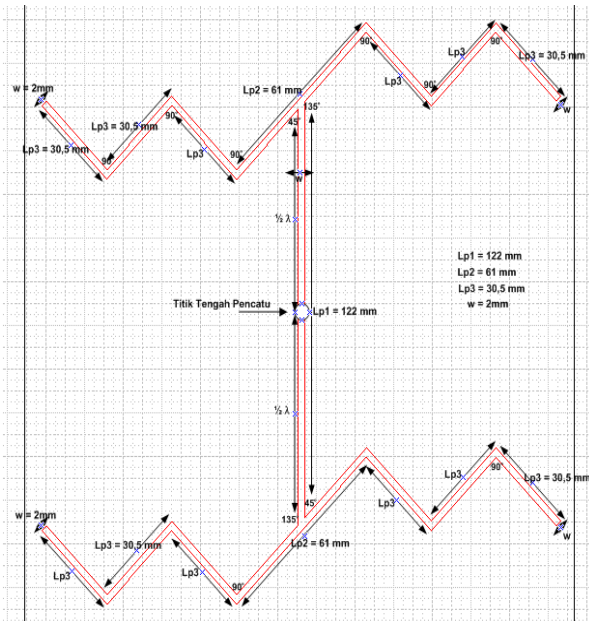 90°
Lp3
90°
Lp3 = 30,5 mm
w = 2mm
Lp2 = 61 mm
90°
w
135°
Lp3 = 30,5 mm
90°
45°
Lp3
Lp3 = 30,5 mm
Lp3
90°
90°
w
½ λ
Lp1 = 122 mm
Lp2 = 61 mm
Lp3 = 30,5 mm
w = 2mm
Titik Tengah Pencatu
Lp1 = 122 mm
½ λ
90°
Lp3
Lp3 = 30,5 mm
45°
Lp3
w = 2mm
135°
w
Lp3 = 30,5 mm
Lp2 = 61 mm
Lp3
Lp3
90°